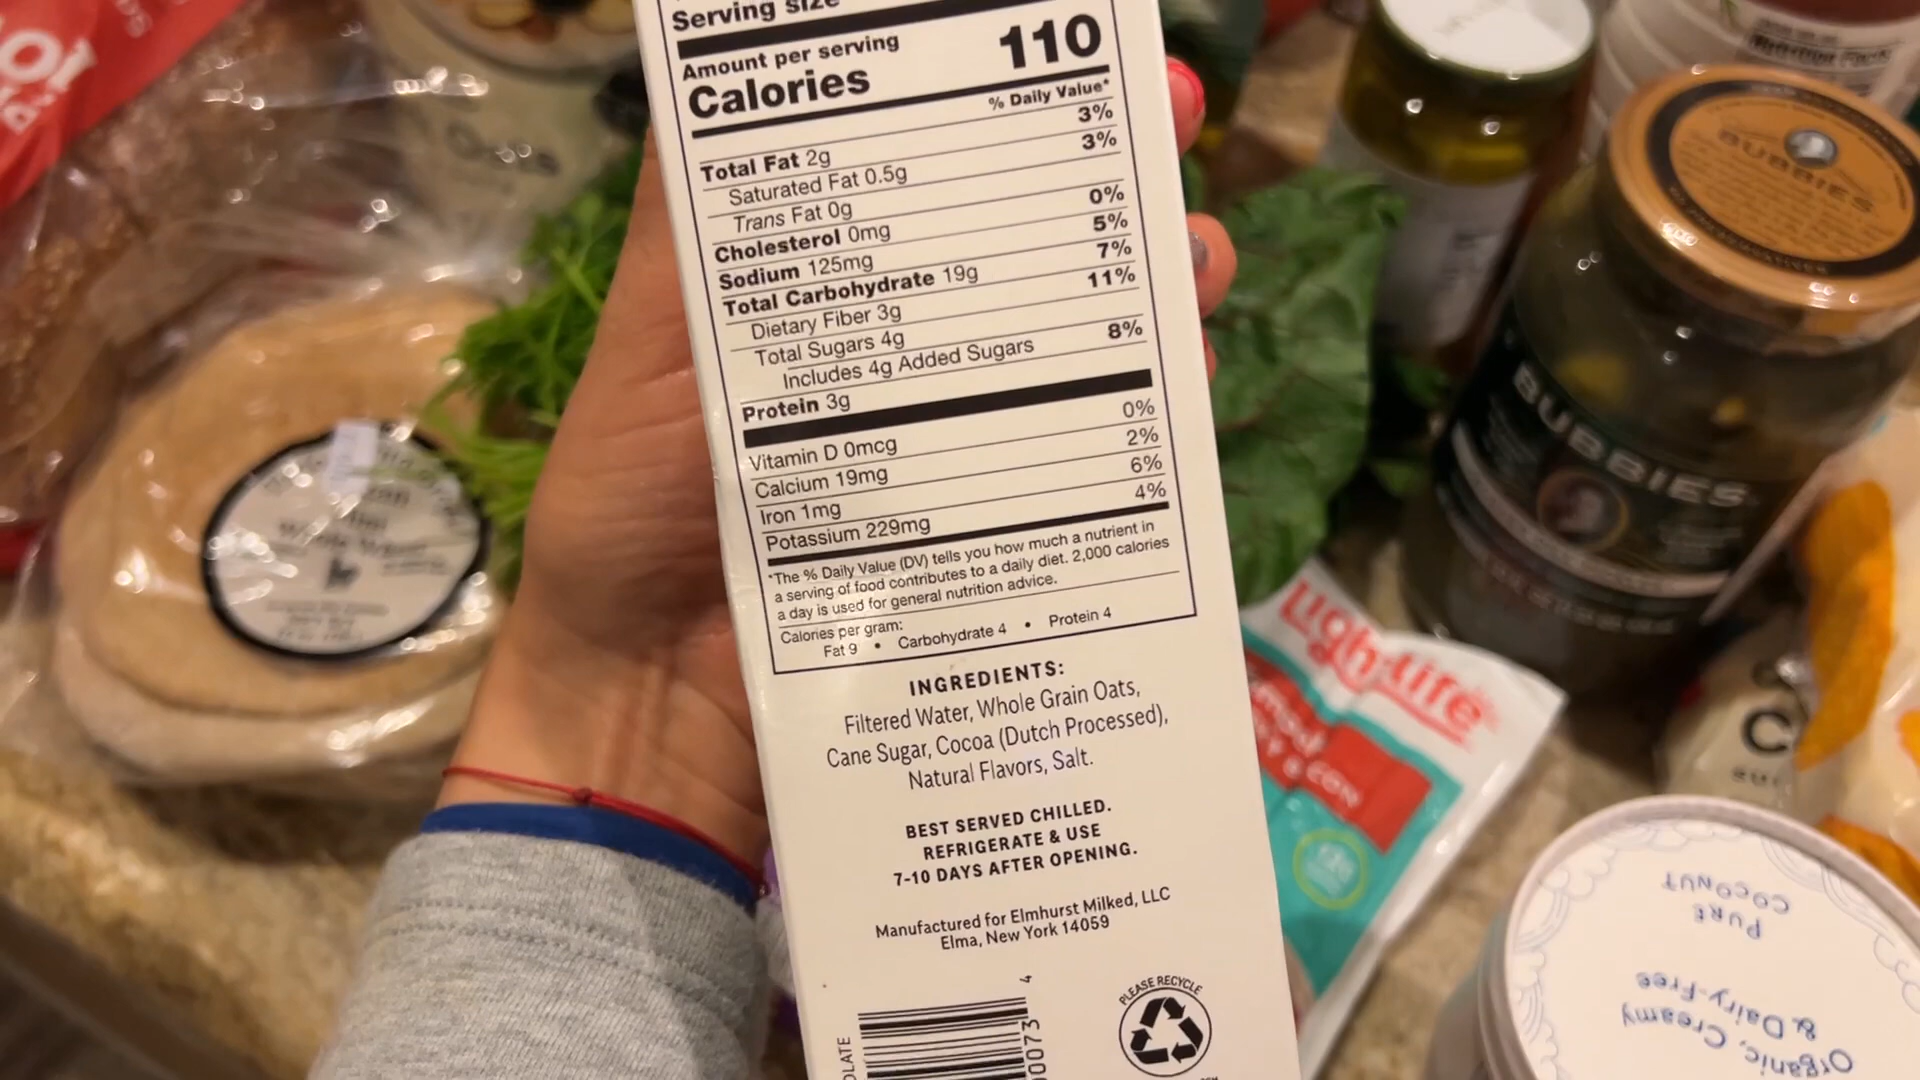 Serving size
Amount per serving
Calories 110
% Daily Value*
Total Fat 2g 3%
Saturated Fat 0.5g 3%
Trans Fat 0g
Cholesterol 0mg 0%
Sodium 125mg 5%
Total Carbohydrate 19g 7%
Dietary Fiber 3g 11%
Total Sugars 4g
Includes 4g Added Sugars 8%
Protein 3g
Vitamin D 0mcg 0%
Calcium 19mg 2%
Iron 1mg 6%
Potassium 229mg 4%
*The % Daily Value (DV) tells you how much a nutrient in
a serving of food contributes to a daily diet. 2,000 calories
a day is used for general nutrition advice.
Calories per gram:
Fat 9 • Carbohydrate 4 • Protein 4
INGREDIENTS:
Filtered Water, Whole Grain Oats,
Cane Sugar, Cocoa (Dutch Processed),
Natural Flavors, Salt.
BEST SERVED CHILLED.
REFRIGERATE & USE
7-10 DAYS AFTER OPENING.
Manufactured for Elmhurst Milked, LLC
Elma, New York 14059
PLEASE RECYCLE
BUBBIES
BUBBIES
Lightlife
Organic, Creamy
& Dairy-Free
PURE
COCONUT